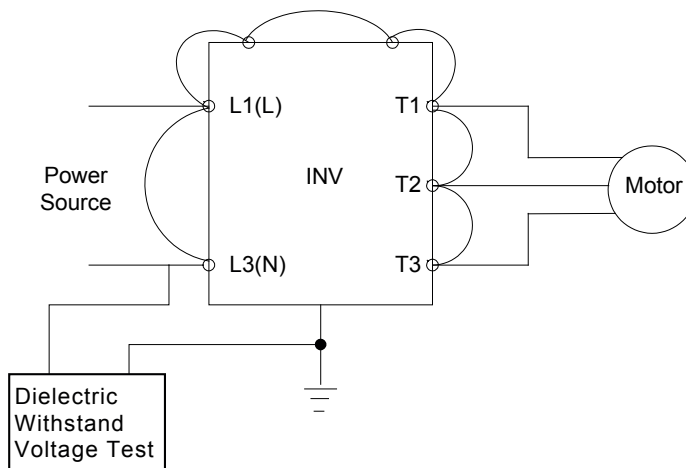 L1(L)
T1
Power
Source
INV
T2
Motor
L3(N)
T3
Dielectric
Withstand
Voltage Test